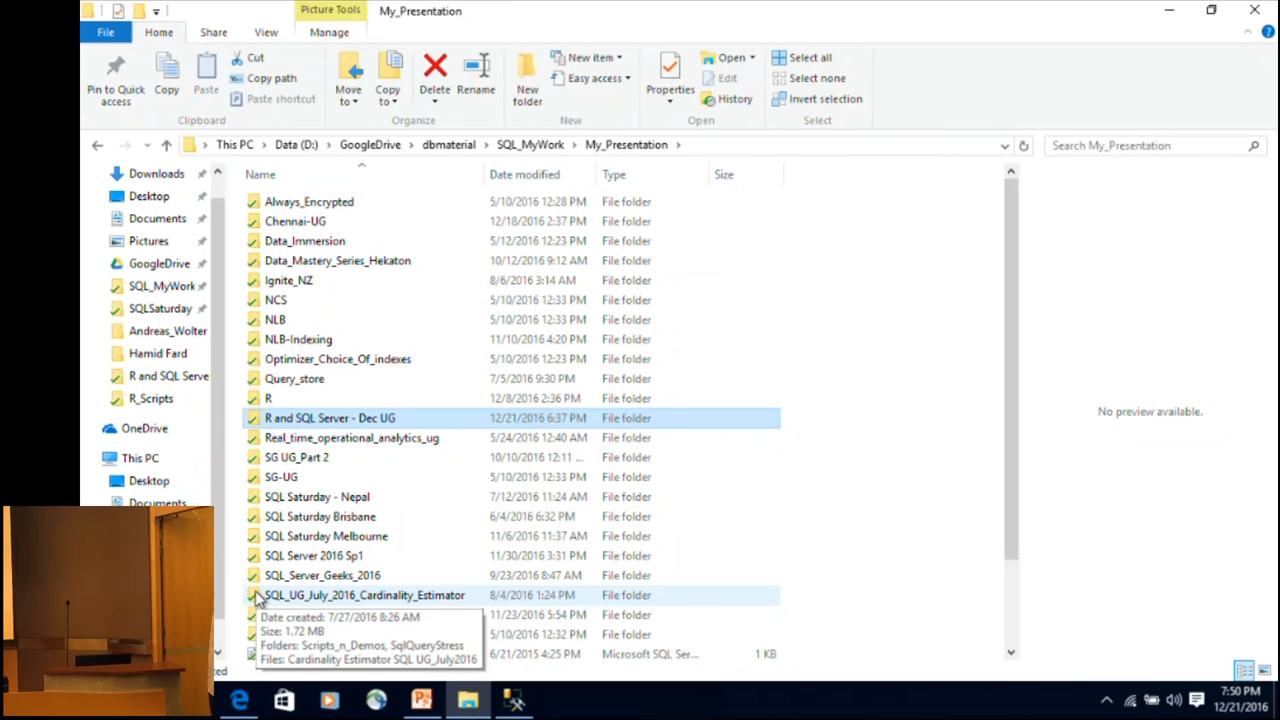 Picture Tools My_Presentation
File Home Share View Manage
Pin to Quick access
Copy
Paste
Cut
Copy path
Paste shortcut
Clipboard
Move to
Copy to
Delete
Rename
Organize
New folder
New item
Easy access
New
Properties
Open
Edit
History
Open
Select all
Select none
Invert selection
Select
This PC > Data (D:) > GoogleDrive > dbmaterial > SQL_MyWork > My_Presentation >
Search My_Presentation
Downloads
Desktop
Documents
Pictures
GoogleDrive
SQL_MyWork
SQLSaturday
Andreas_Wolter
Hamid Fard
R and SQL Serve
R_Scripts
OneDrive
This PC
Desktop
Documents
Name Date modified Type Size
Always_Encrypted 5/10/2016 12:28 PM File folder
Chennai-UG 12/18/2016 2:37 PM File folder
Data_Immersion 5/12/2016 12:23 PM File folder
Data_Mastery_Series_Hekaton 10/12/2016 9:12 AM File folder
Ignite_NZ 8/6/2016 3:14 AM File folder
NCS 5/10/2016 12:33 PM File folder
NLB 5/10/2016 12:33 PM File folder
NLB-Indexing 11/10/2016 4:20 PM File folder
Optimizer_Choice_Of_indexes 5/10/2016 12:23 PM File folder
Query_store 7/5/2016 9:30 PM File folder
R 12/8/2016 2:36 PM File folder
R and SQL Server - Dec UG 12/21/2016 6:37 PM File folder
Real_time_operational_analytics_ug 5/24/2016 12:40 AM File folder
SG UG_Part 2 10/10/2016 12:11 ... File folder
SG-UG 5/10/2016 12:33 PM File folder
SQL Saturday - Nepal 7/12/2016 11:24 AM File folder
SQL Saturday Brisbane 6/4/2016 6:32 PM File folder
SQL Saturday Melbourne 11/6/2016 11:37 AM File folder
SQL Server 2016 Sp1 11/30/2016 3:31 PM File folder
SQL_Server_Geeks_2016 9/23/2016 8:47 AM File folder
SQL_UG_July_2016_Cardinality_Estimator 8/4/2016 1:24 PM File folder
11/23/2016 5:54 PM File folder
5/10/2016 12:32 PM File folder
6/21/2015 4:25 PM Microsoft SQL Ser... 1 KB
Date created: 7/27/2016 8:26 AM
Size: 1.72 MB
Folders: Scripts_n_Demos, SqlQueryStress
Files: Cardinality Estimator SQL UG_July2016
No preview available.
7:50 PM
12/21/2016